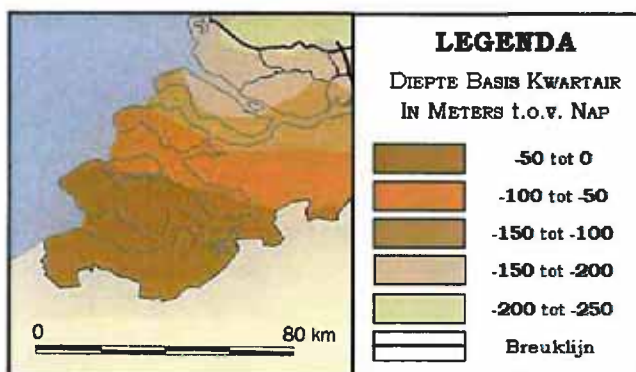 LEGENDA
DIEPTE BASIS KWARTAIR
IN METERS t.o.v. NAP
-50 tot 0
-100 tot -50
-150 tot -100
-150 tot -200
-200 tot -250
Breuklijn
0 80 km